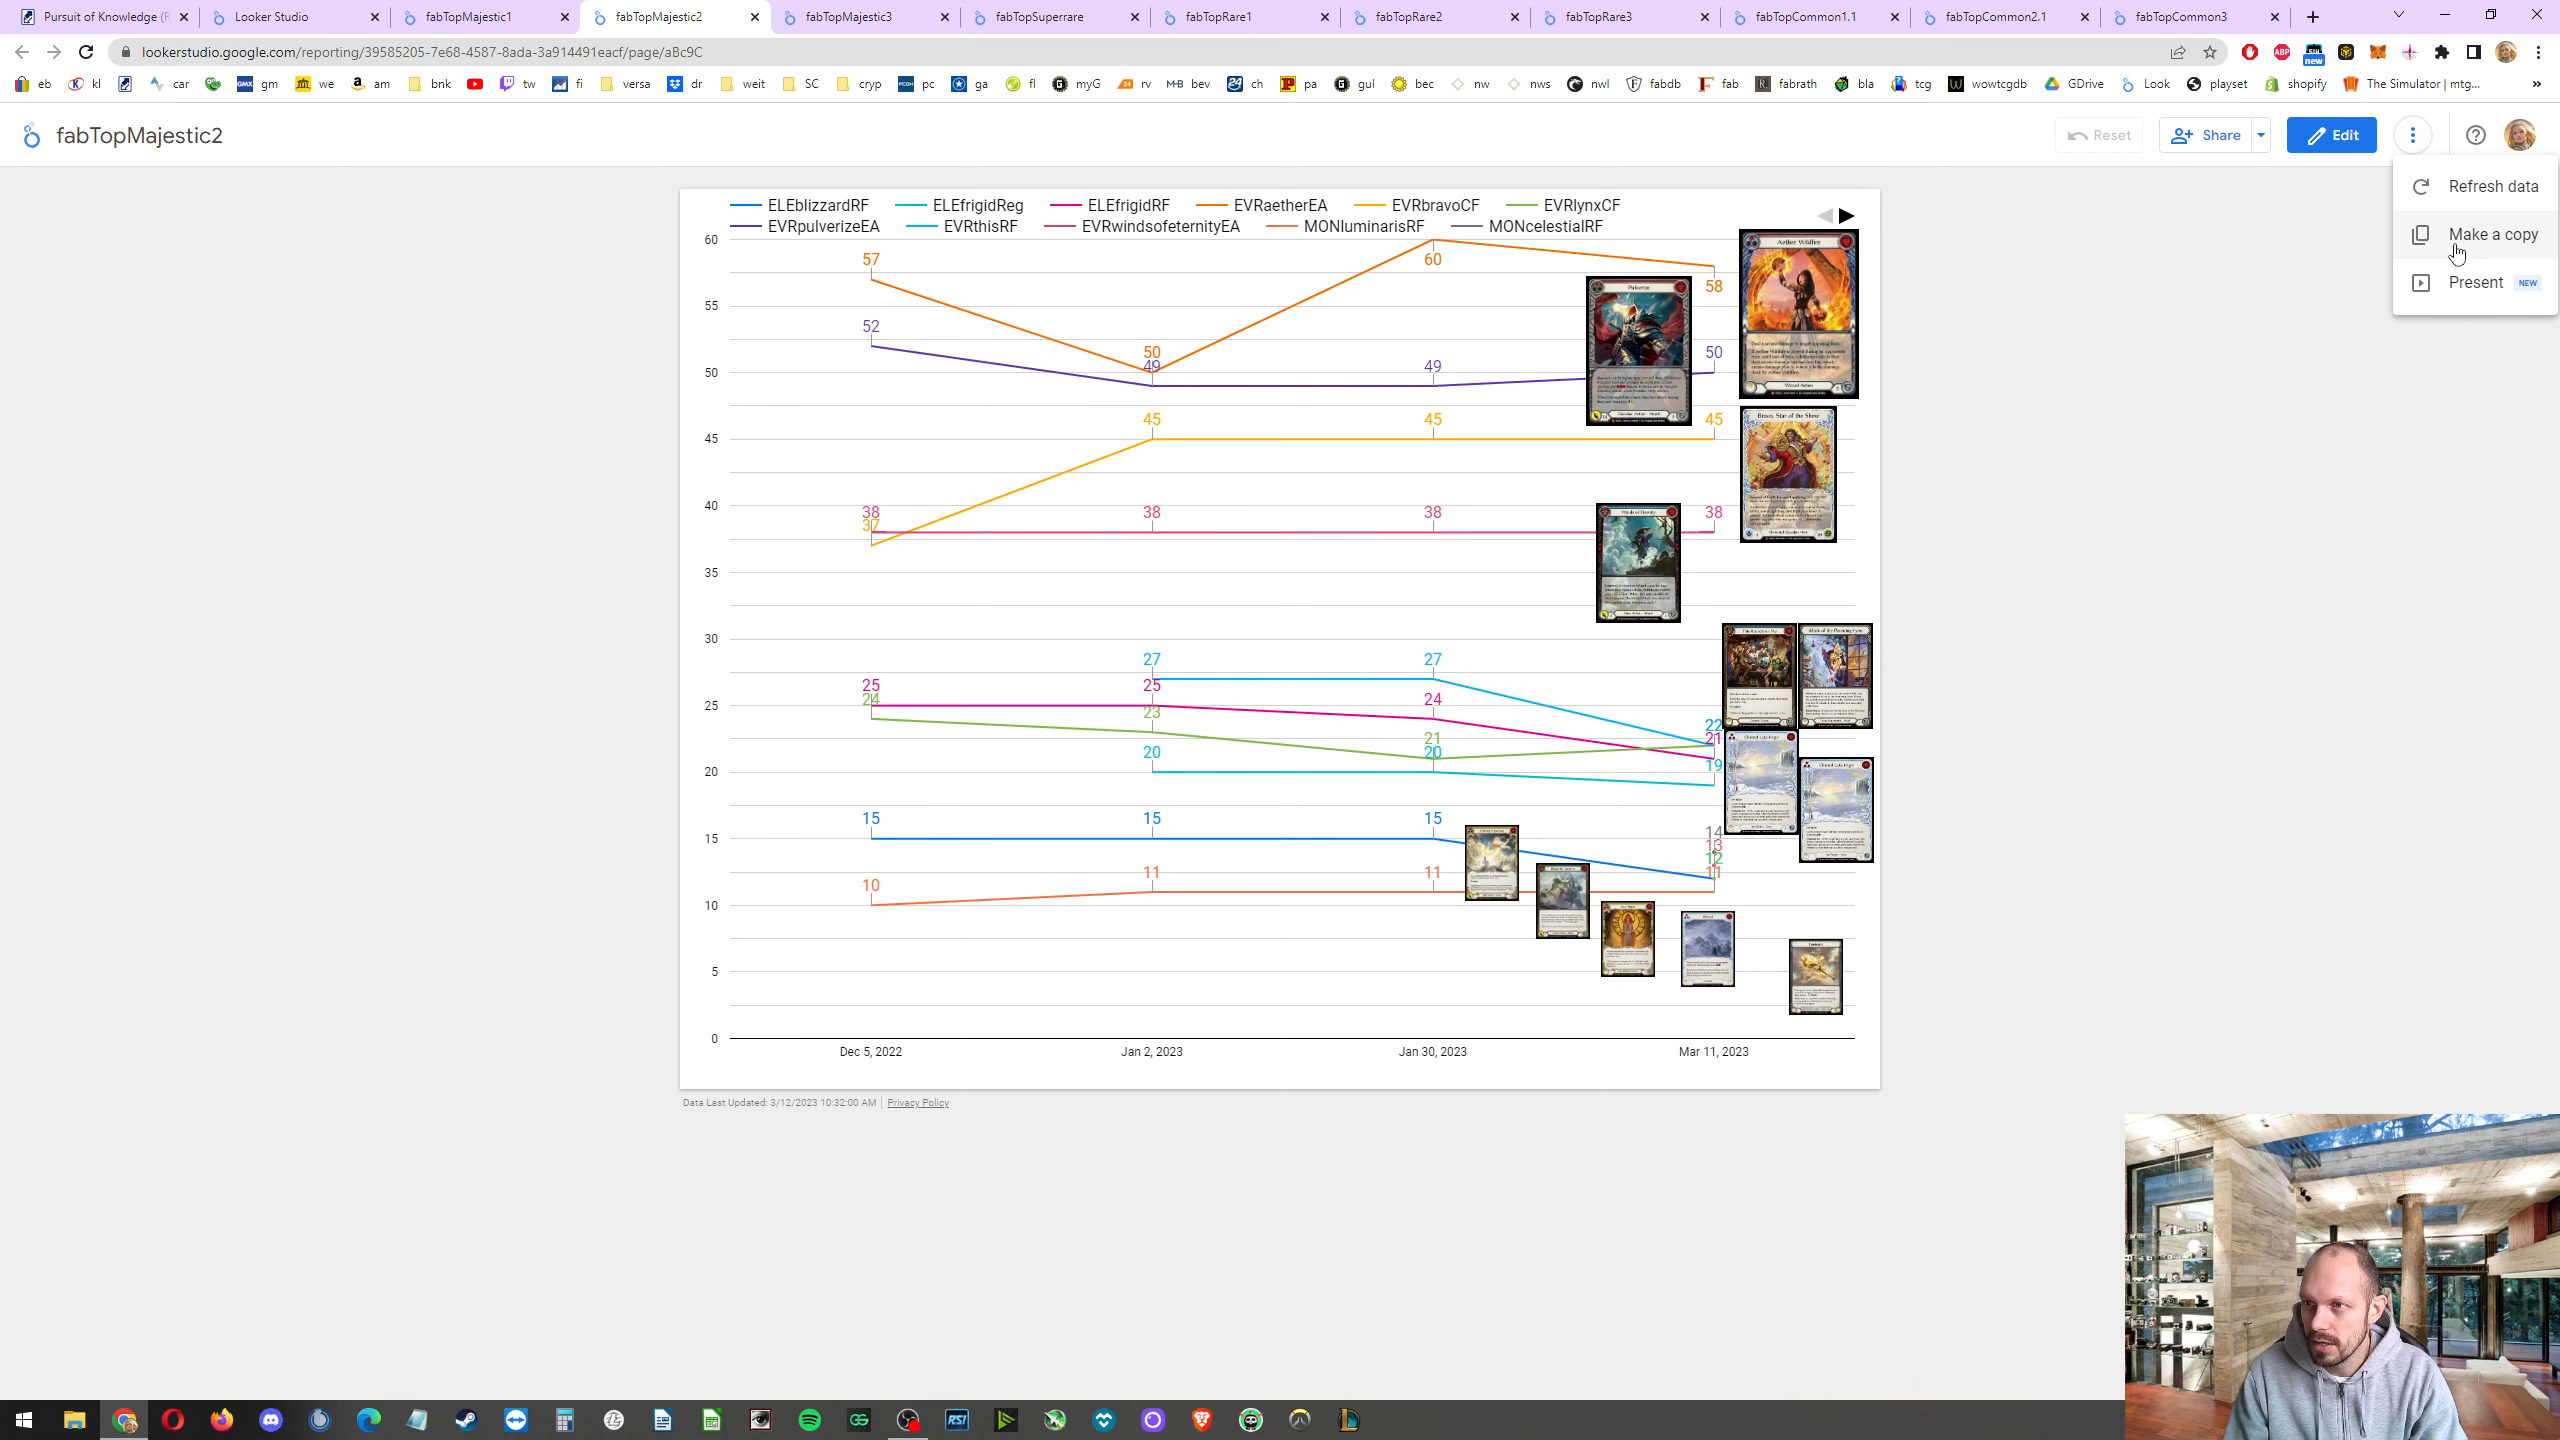 Pursuit of Knowledge (R
Looker Studio
fabTopMajestic1
fabTopMajestic2
fabTopMajestic3
fabTopSuperrare
fabTopRare1
fabTopRare2
fabTopRare3
fabTopCommon1.1
fabTopCommon2.1
fabTopCommon3
lookerstudio.google.com/reporting/39585205-7e68-4587-8ada-3a914491eacf/page/aBc9C
eb kl car gm we am bnk tw fi versa dr weit SC cryp pc ga fl myG rv bev ch pa gul bec nw nws nwl fabdb fab fabrath bla tcg wowtcgdb GDrive Look playset shopify The Simulator | mtg...
fabTopMajestic2
Reset
Share
Edit
Refresh data
Make a copy
Present NEW
ELEblizzardRF ELEfrigidReg ELEfrigidRF EVRaetherEA EVRbravoCF EVRlynxCF
EVRpulverizeEA EVRthisRF EVRwindsofeternityEA MONluminarisRF MONcelestialRF
60
57
60
58
55
52
50
49
49
50
50
45
45
45
45
40
38
37
38
38
38
35
30
27
27
25
24
25
23
24
22
21
25
21
20
20
19
20
15
15
15
15
14
13
12
11
10
11
11
10
5
0
Dec 5, 2022
Jan 2, 2023
Jan 30, 2023
Mar 11, 2023
Aether Wildfire
Wizard Action
Pulverize
Bravo, Star of the Show
Winds of Eternity
Data Last Updated: 3/12/2023 10:32:00 AM
Privacy Policy